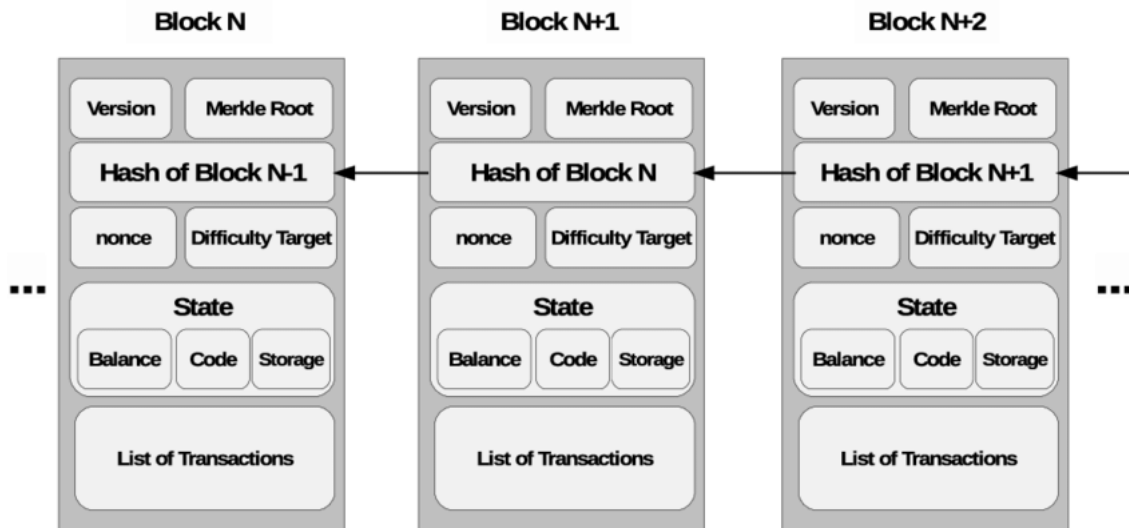 Block N
Block N+1
Block N+2
Version
Merkle Root
Version
Merkle Root
Version
Merkle Root
Hash of Block N-1
Hash of Block N
Hash of Block N+1
nonce
Difficulty Target
nonce
Difficulty Target
nonce
Difficulty Target
...
...
State
State
State
Balance
Code
Storage
Balance
Code
Storage
Balance
Code
Storage
List of Transactions
List of Transactions
List of Transactions